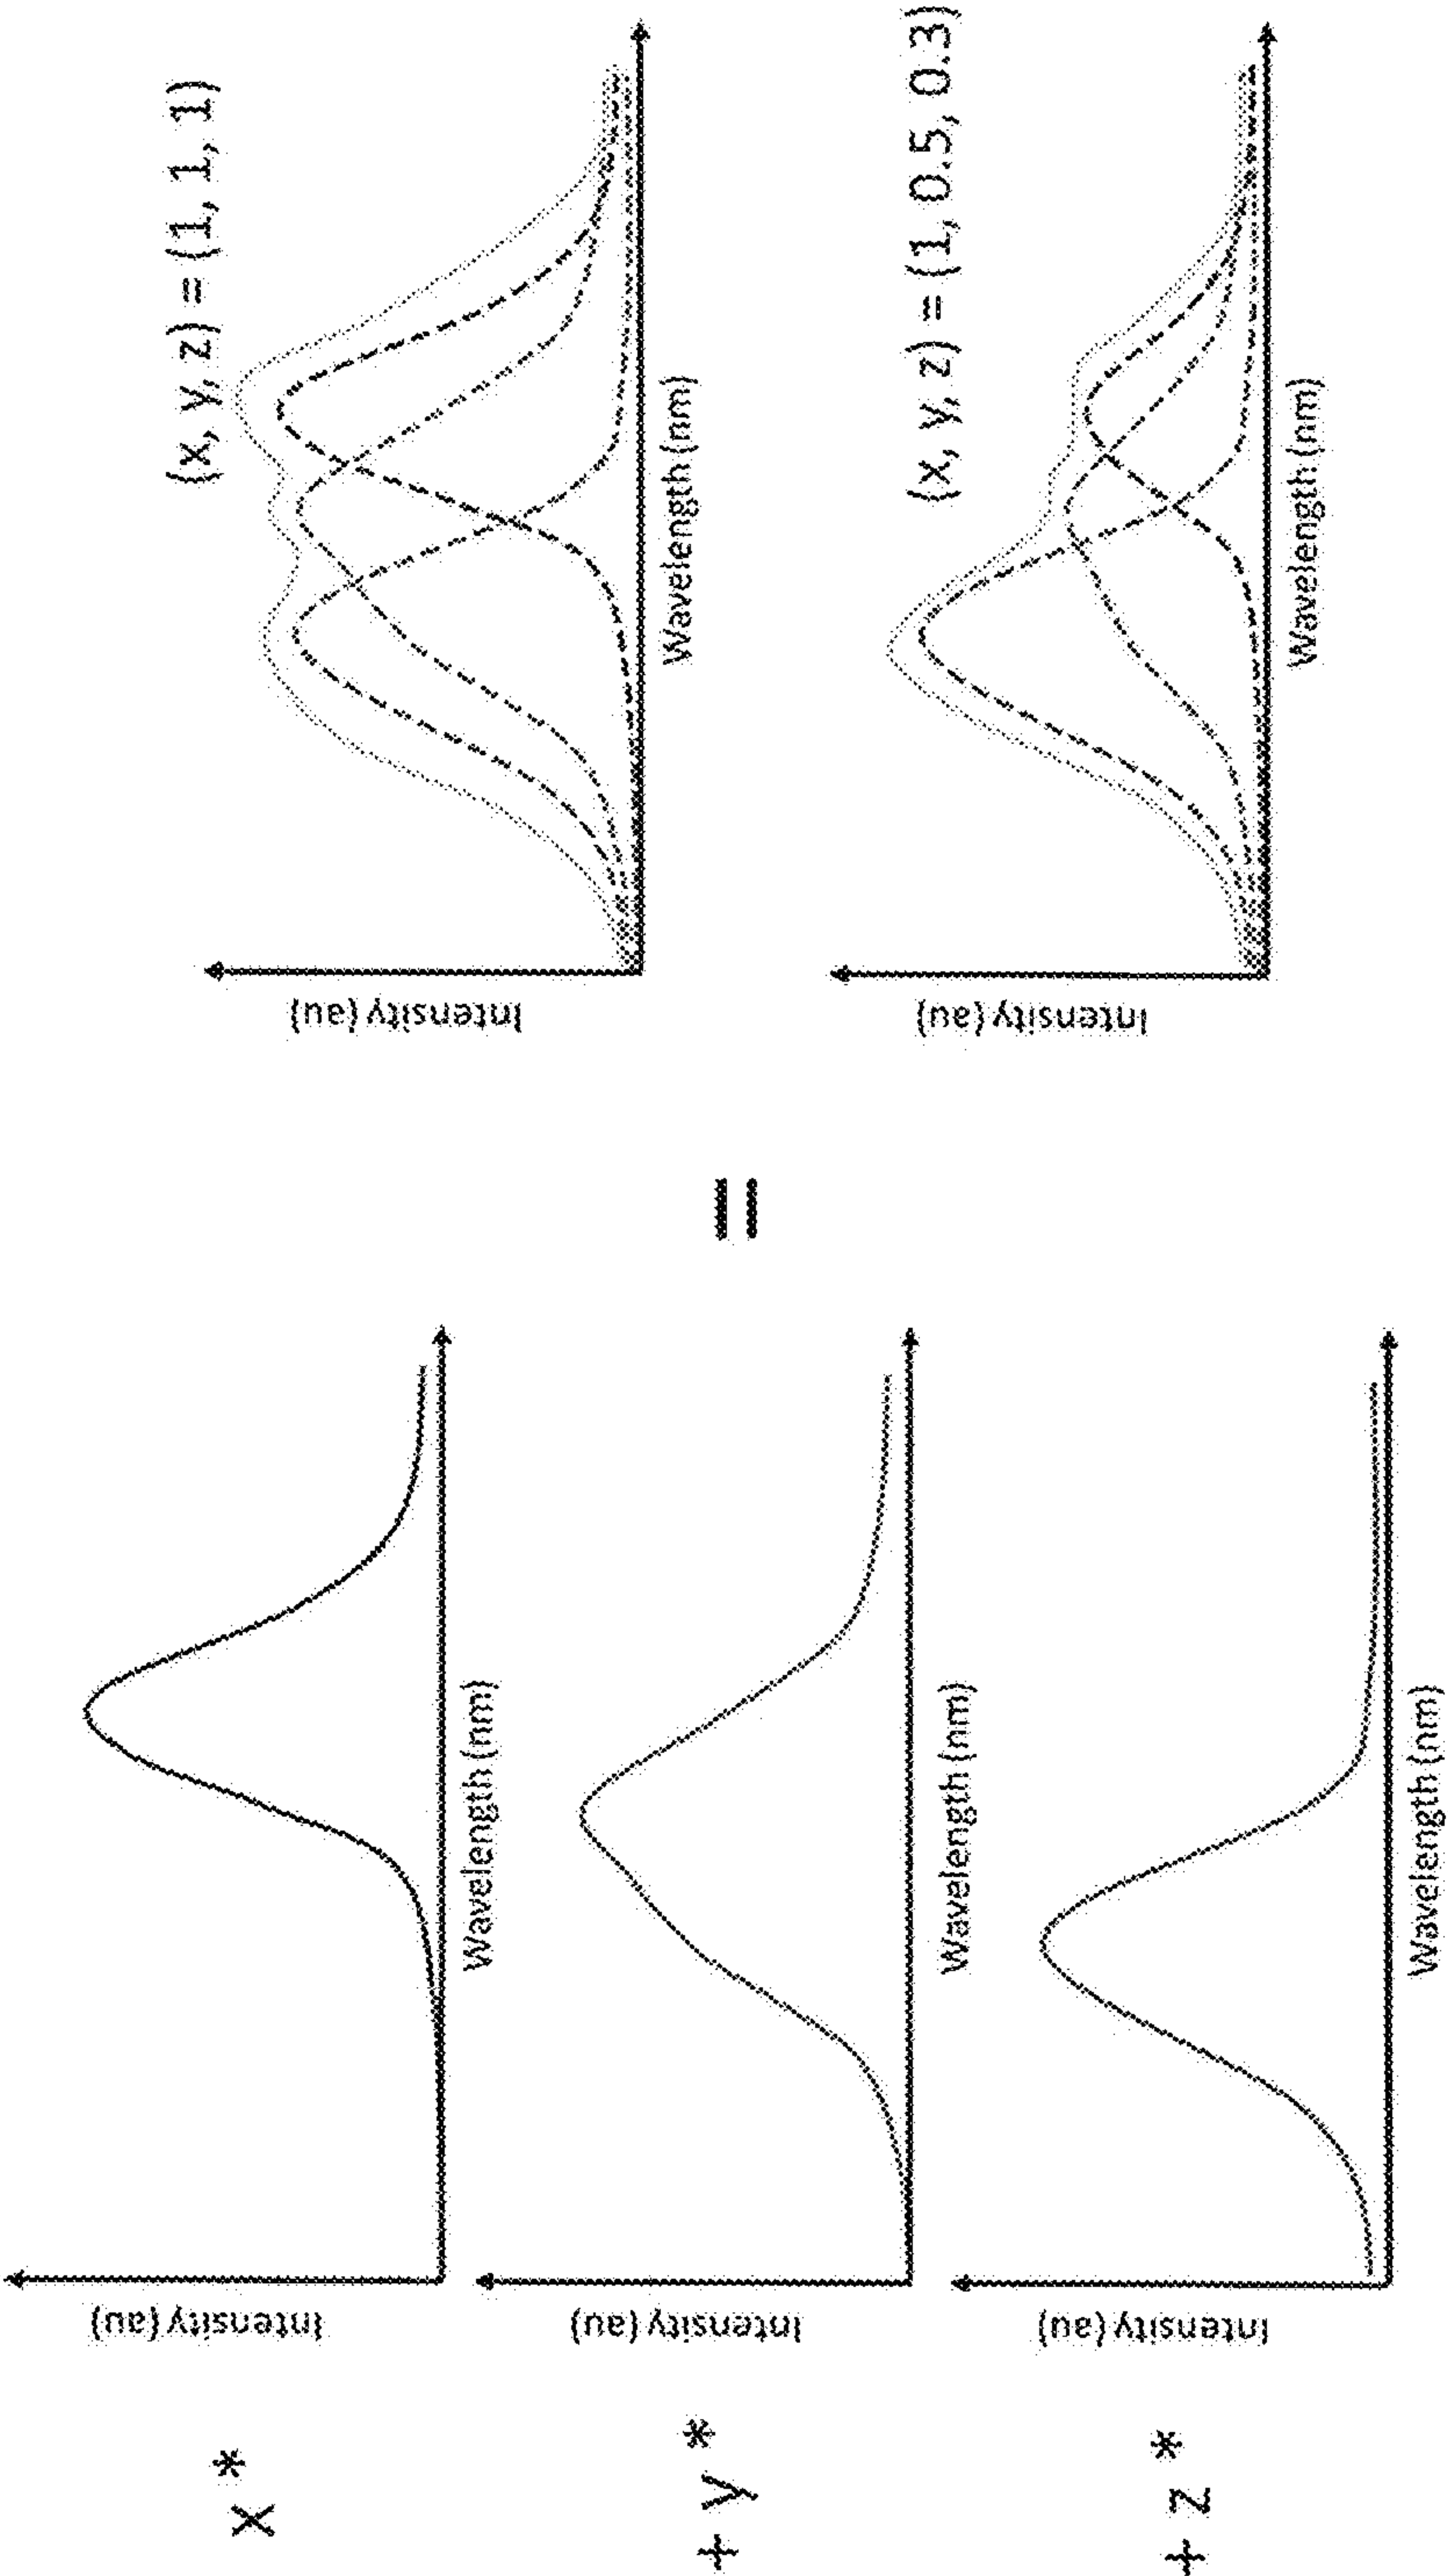 x *
Intensity (au)
Wavelength (nm)
+ y *
Intensity (au)
Wavelength (nm)
+ z *
Intensity (au)
Wavelength (nm)
=
(x, y, z) = (1, 1, 1)
Intensity (au)
Wavelength (nm)
(x, y, z) = (1, 0.5, 0.3)
Intensity (au)
Wavelength (nm)